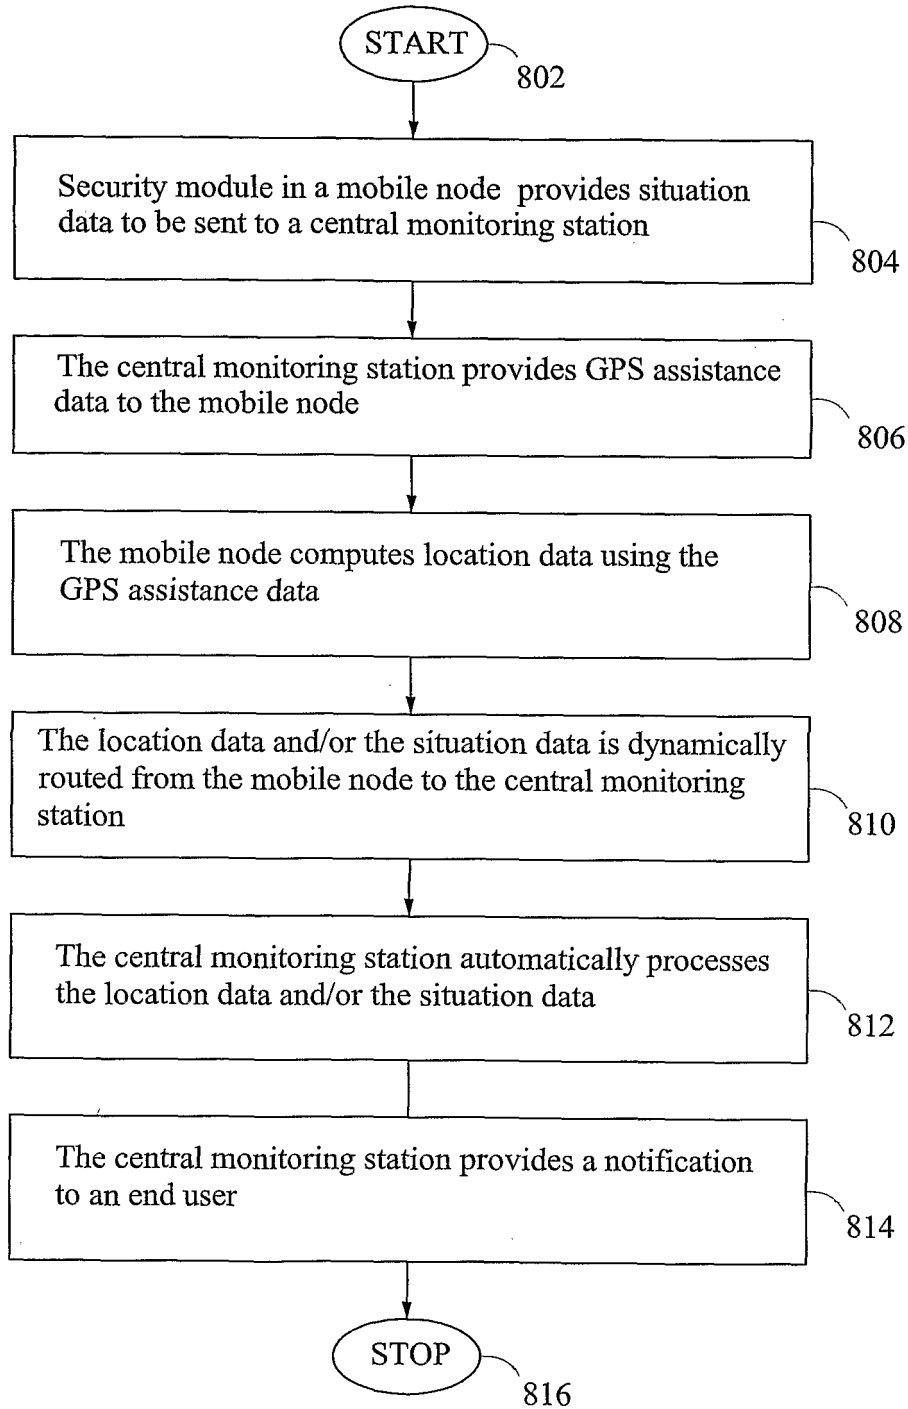 START
802
Security module in a mobile node provides situation
data to be sent to a central monitoring station
804
The central monitoring station provides GPS assistance
data to the mobile node
806
The mobile node computes location data using the
GPS assistance data
808
The location data and/or the situation data is dynamically
routed from the mobile node to the central monitoring
station
810
The central monitoring station automatically processes
the location data and/or the situation data
812
The central monitoring station provides a notification
to an end user
814
STOP
816